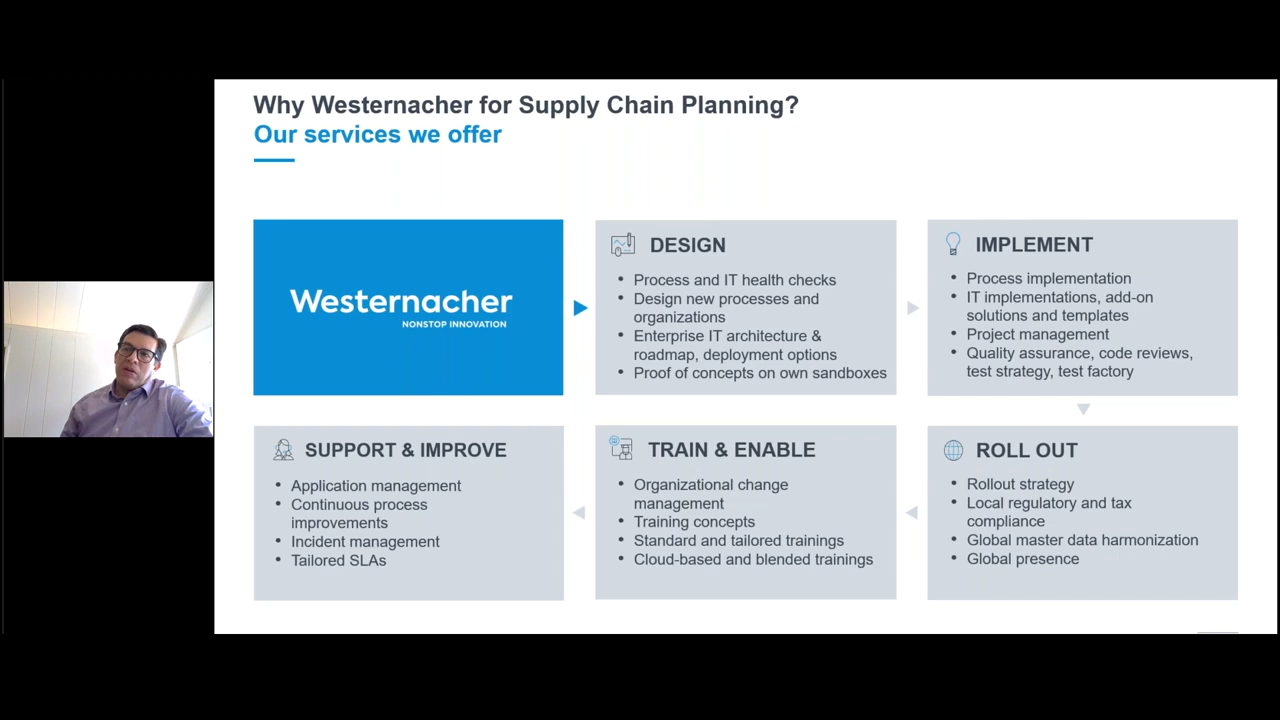 Why Westernacher for Supply Chain Planning?
Our services we offer
Westernacher
NONSTOP INNOVATION
DESIGN
• Process and IT health checks
• Design new processes and
organizations
• Enterprise IT architecture &
roadmap, deployment options
• Proof of concepts on own sandboxes
IMPLEMENT
• Process implementation
• IT implementations, add-on
solutions and templates
• Project management
• Quality assurance, code reviews,
test strategy, test factory
ROLL OUT
• Rollout strategy
• Local regulatory and tax
compliance
• Global master data harmonization
• Global presence
TRAIN & ENABLE
• Organizational change
management
• Training concepts
• Standard and tailored trainings
• Cloud-based and blended trainings
SUPPORT & IMPROVE
• Application management
• Continuous process
improvements
• Incident management
• Tailored SLAs